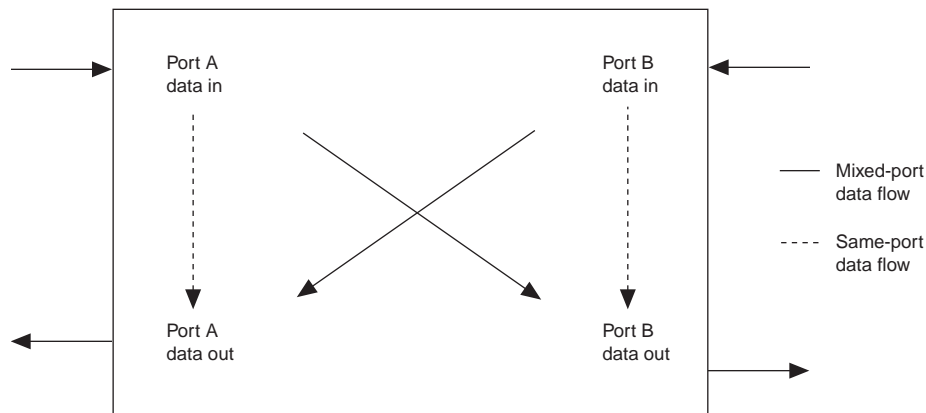 Port A
data in
Port B
data in
Mixed-port
data flow
Same-port
data flow
Port A
data out
Port B
data out